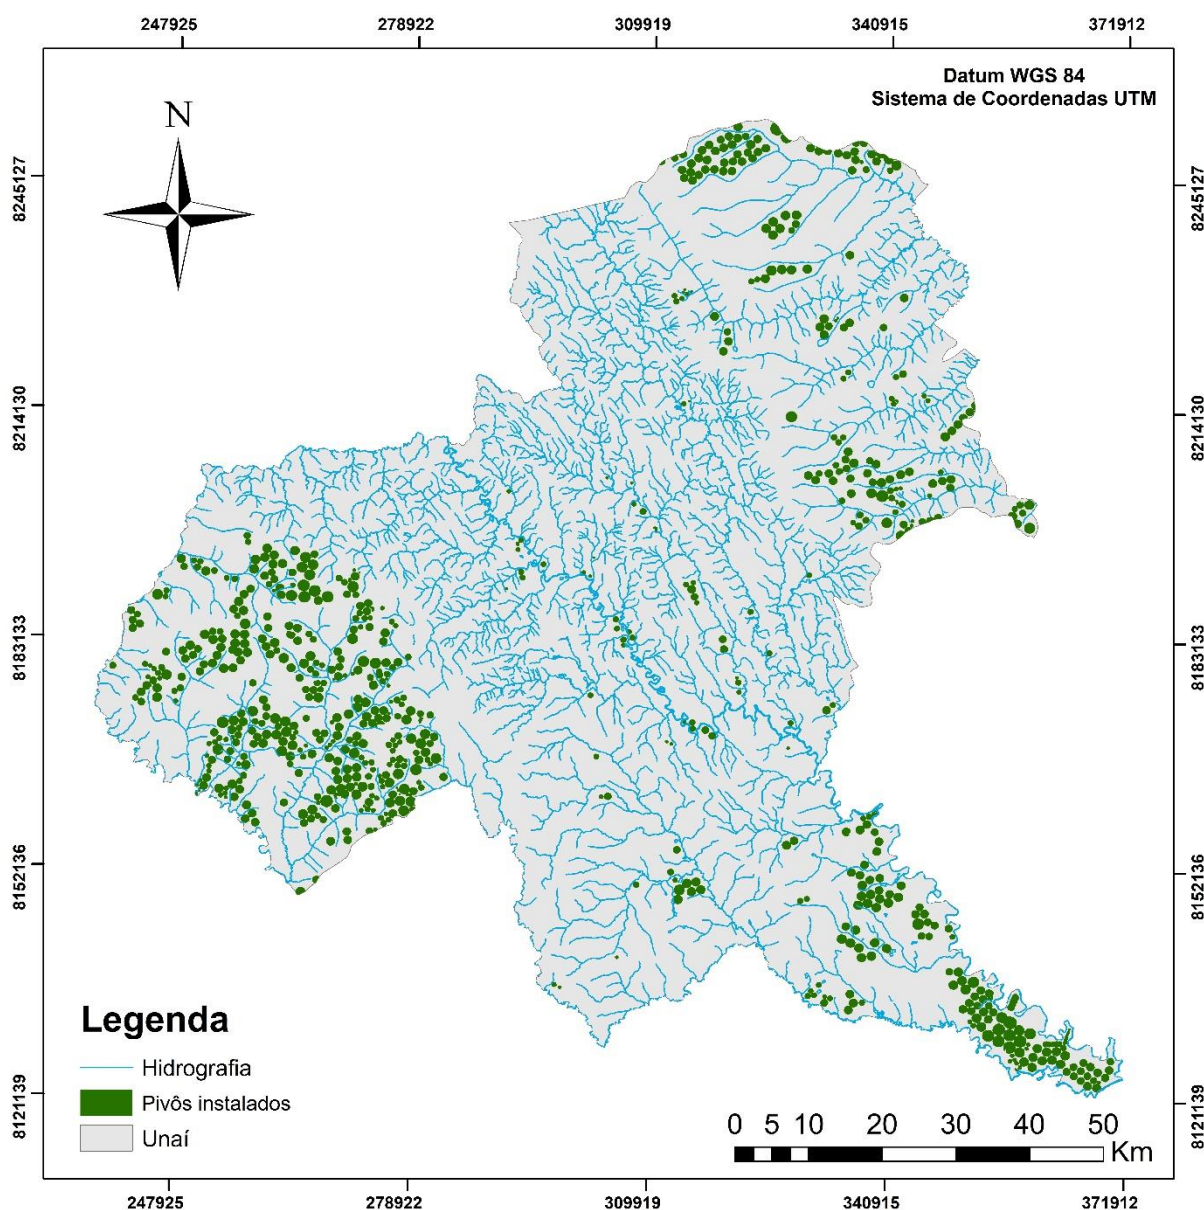 247925 278922 309919 340915 371912
Datum WGS 84
Sistema de Coordenadas UTM
N
8245127 8245127
8214130 8214130
8183133 8183133
8152136 8152136
8121139 8121139
Legenda
Hidrografia
Pivôs instalados
Unaí
0 5 10 20 30 40 50
Km
247925 278922 309919 340915 371912